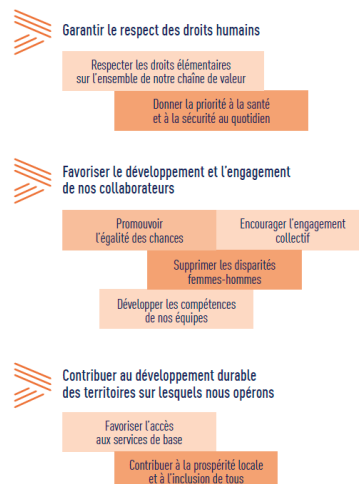 Garantir le respect des droits humains
Respecter les droits élémentaires
sur l'ensemble de notre chaîne de valeur
Donner la priorité à la santé
et à la sécurité au quotidien
Favoriser le développement et l'engagement
de nos collaborateurs
Promouvoir
l'égalité des chances
Encourager l'engagement
collectif
Supprimer les disparités
femmes-hommes
Développer les compétences
de nos équipes
Contribuer au développement durable
des territoires sur lesquels nous opérons
Favoriser l'accès
aux services de base
Contribuer à la prospérité locale
et à l'inclusion de tous